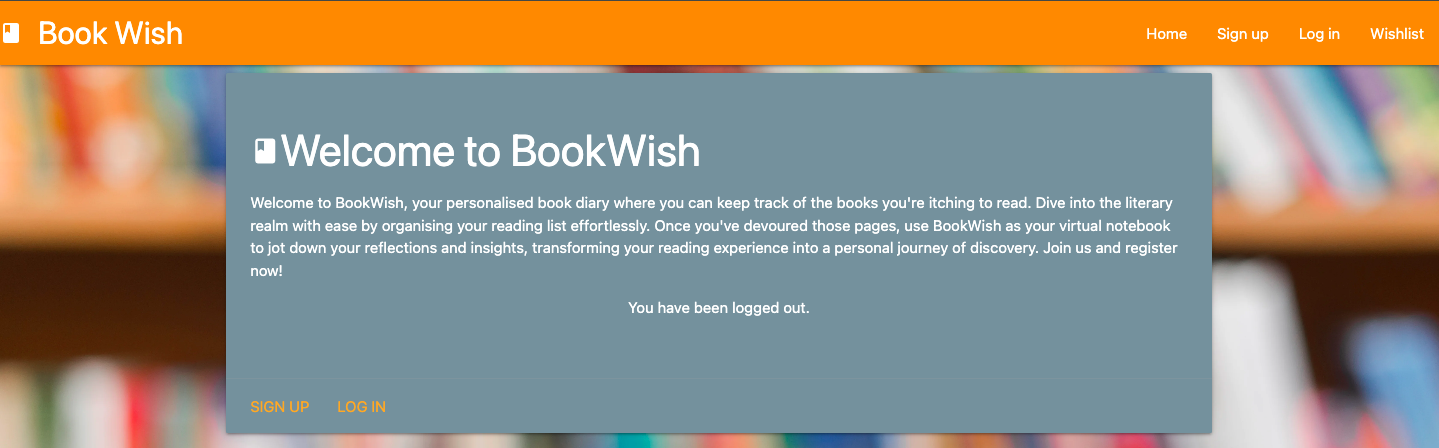 Book Wish
Home Sign up Log in Wishlist
Welcome to BookWish
Welcome to BookWish, your personalised book diary where you can keep track of the books you're itching to read. Dive into the literary
realm with ease by organising your reading list effortlessly. Once you've devoured those pages, use BookWish as your virtual notebook
to jot down your reflections and insights, transforming your reading experience into a personal journey of discovery. Join us and register
now!
You have been logged out.
SIGN UP LOG IN